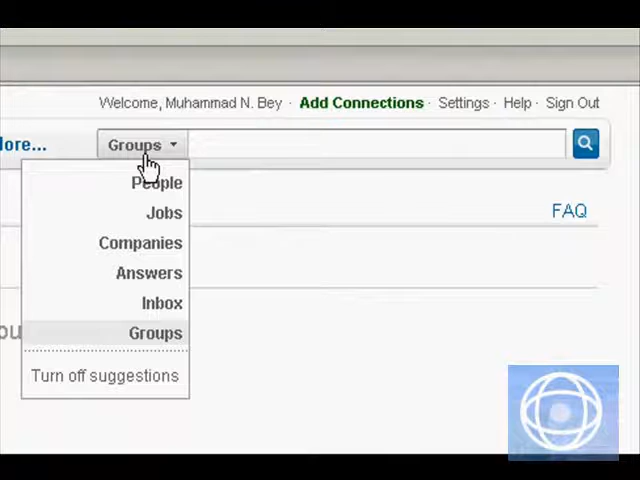 Welcome, Muhammad N. Bey · Add Connections · Settings · Help · Sign Out
ore...
Groups
People
Jobs
FAQ
Companies
Answers
Inbox
Groups
Turn off suggestions